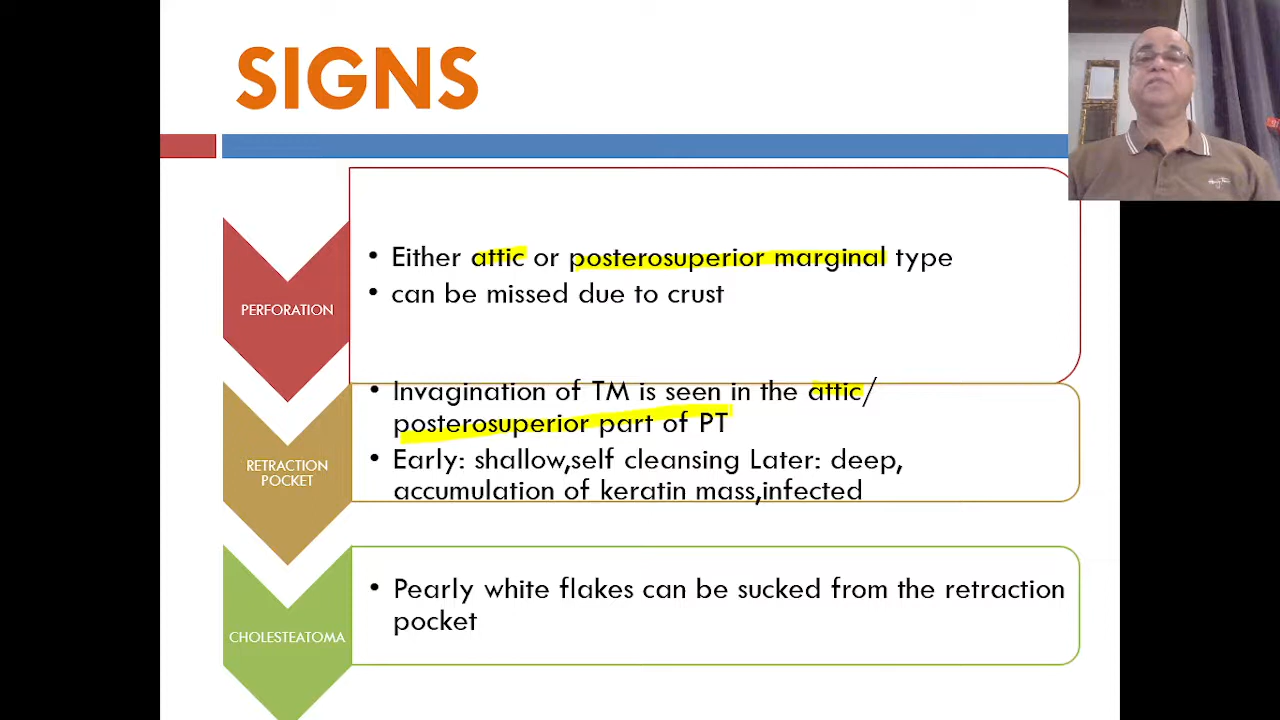 SIGNS
PERFORATION
• Either attic or posterosuperior marginal type
• can be missed due to crust
RETRACTION
POCKET
• Invagination of TM is seen in the attic/
posterosuperior part of PT
• Early: shallow,self cleansing Later: deep,
accumulation of keratin mass,infected
CHOLESTEATOMA
• Pearly white flakes can be sucked from the retraction
pocket